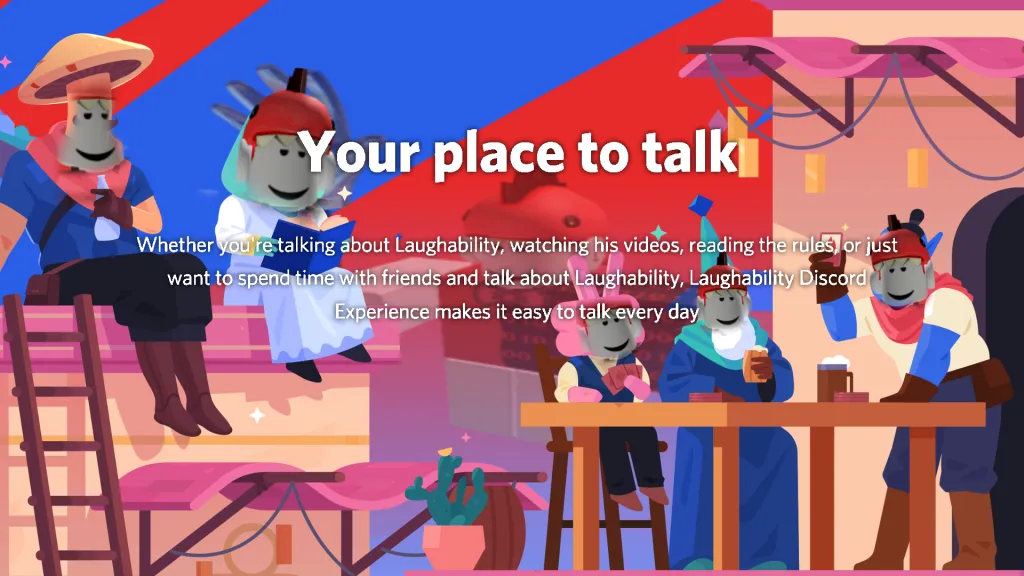 Your place to talk
Whether you're talking about Laughability, watching his videos, reading the rules, or just
want to spend time with friends and talk about Laughability, Laughability Discord
Experience makes it easy to talk every day